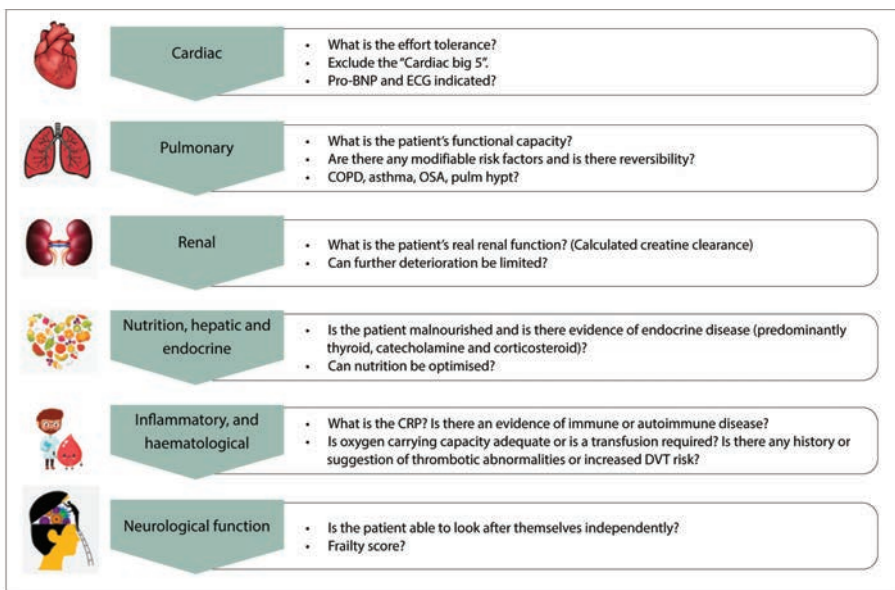 Cardiac
• What is the effort tolerance?
• Exclude the "Cardiac big 5".
• Pro-BNP and ECG indicated?
Pulmonary
• What is the patient's functional capacity?
• Are there any modifiable risk factors and is there reversibility?
• COPD, asthma, OSA, pulm hypt?
Renal
• What is the patient's real renal function? (Calculated creatine clearance)
• Can further deterioration be limited?
Nutrition, hepatic and
endocrine
• Is the patient malnourished and is there evidence of endocrine disease (predominantly
thyroid, catecholamine and corticosteroid)?
• Can nutrition be optimised?
Inflammatory, and
haematological
• What is the CRP? Is there an evidence of immune or autoimmune disease?
• Is oxygen carrying capacity adequate or is a transfusion required? Is there any history or
suggestion of thrombotic abnormalities or increased DVT risk?
Neurological function
• Is the patient able to look after themselves independently?
• Frailty score?